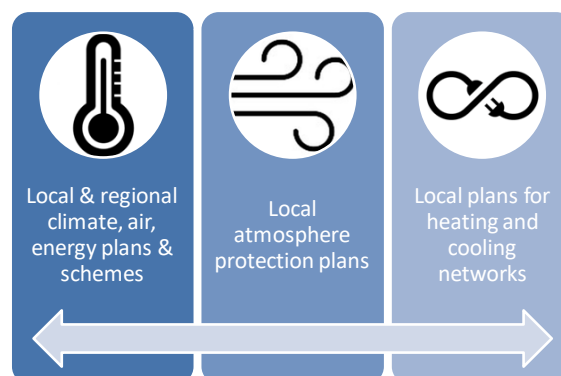 Local & regional
climate, air,
energy plans &
schemes
Local
atmosphere
protection plans
Local plans for
heating and
cooling
networks